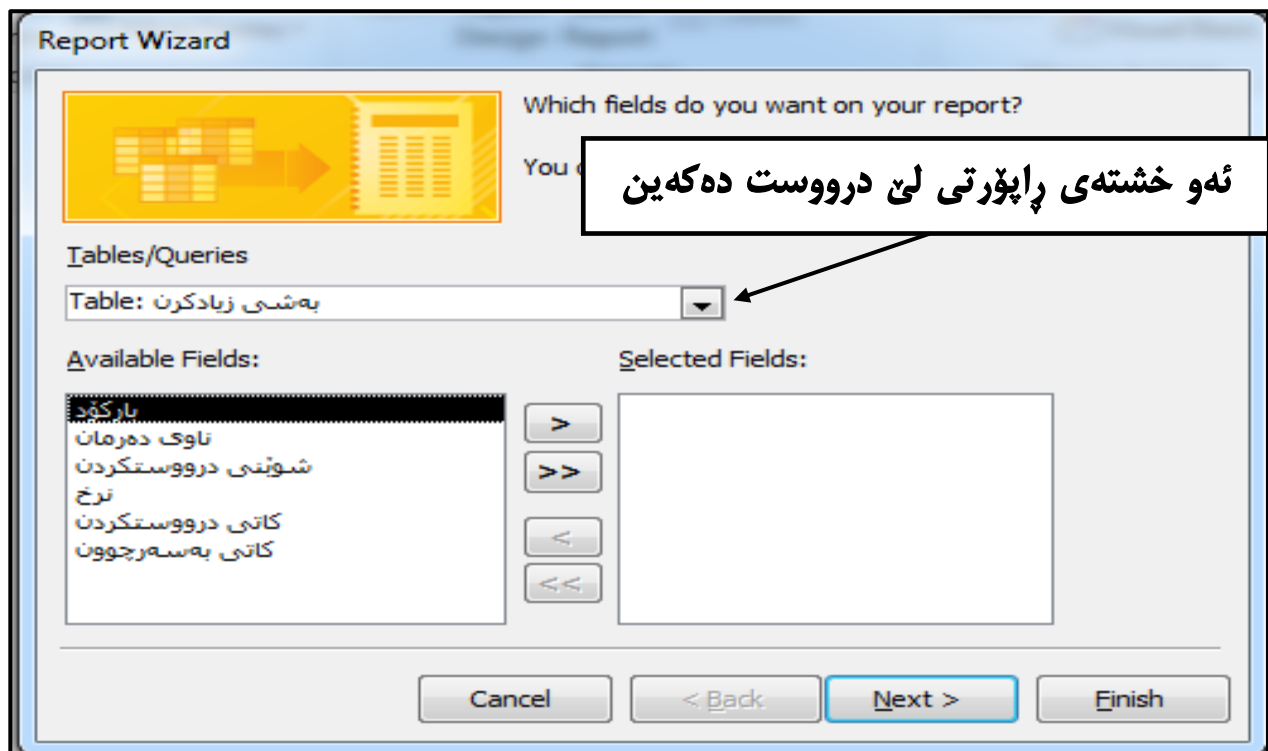 Report Wizard
Which fields do you want on your report?
You
ئەو خشتەی ڕاپۆرتی لێ درووست دەکەین
Tables/Queries
Table: بەشی زیادکرن
Available Fields:
Selected Fields:
بارکۆد
ناوی دەرمان
شوێنی درووستکردن
نرخ
کاتی درووستکردن
کاتی بەسەرچوون
>
>>
<
<<
Cancel
< Back
Next >
Finish